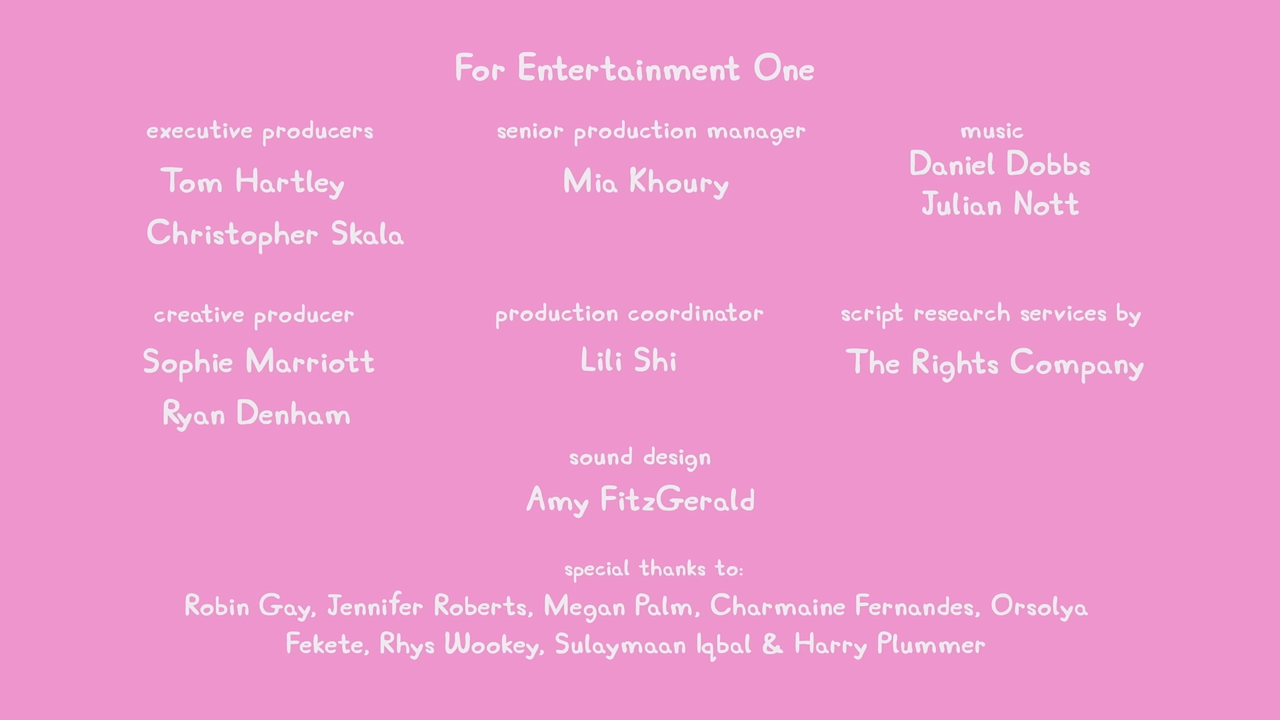 For Entertainment One
executive producers
Tom Hartley
Christopher Skala
senior production manager
Mia Khoury
music
Daniel Dobbs
Julian Nott
creative producer
Sophie Marriott
Ryan Denham
production coordinator
Lili Shi
script research services by
The Rights Company
sound design
Amy FitzGerald
special thanks to:
Robin Gay, Jennifer Roberts, Megan Palm, Charmaine Fernandes, Orsolya
Fekete, Rhys Wookey, Sulaymaan Iqbal & Harry Plummer